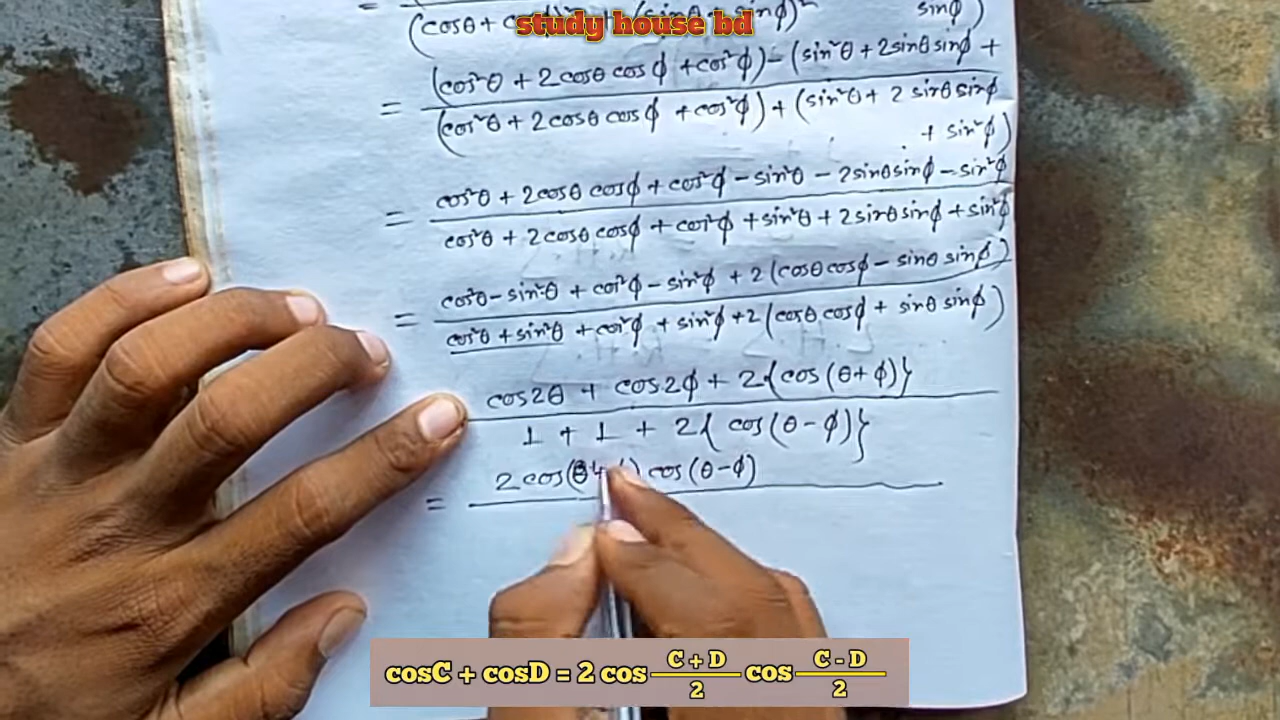 study house bd
sinϕ)
= (cos²θ + 2cosθ cosϕ + cos²ϕ) - (sin²θ + 2sinθ sinϕ +
(cos²θ + 2cosθ cosϕ + cos²ϕ) + (sin²θ + 2 sinθ sinϕ
+ sin²ϕ)
= cos²θ + 2cosθ cosϕ + cos²ϕ - sin²θ - 2sinθ sinϕ - sin²ϕ
cos²θ + 2cosθ cosϕ + cos²ϕ + sin²θ + 2sinθ sinϕ + sin²ϕ
= cos²θ - sin²θ + cos²ϕ - sin²ϕ + 2(cosθ cosϕ - sinθ sinϕ)
cos²θ + sin²θ + cos²ϕ + sin²ϕ + 2(cosθ cosϕ + sinθ sinϕ)
cos2θ + cos2ϕ + 2{cos(θ+ϕ)}
1 + 1 + 2{cos(θ-ϕ)}
= 2cos(θ+ cos(θ-ϕ)
cosC + cosD = 2 cos C + D / 2 cos C - D / 2